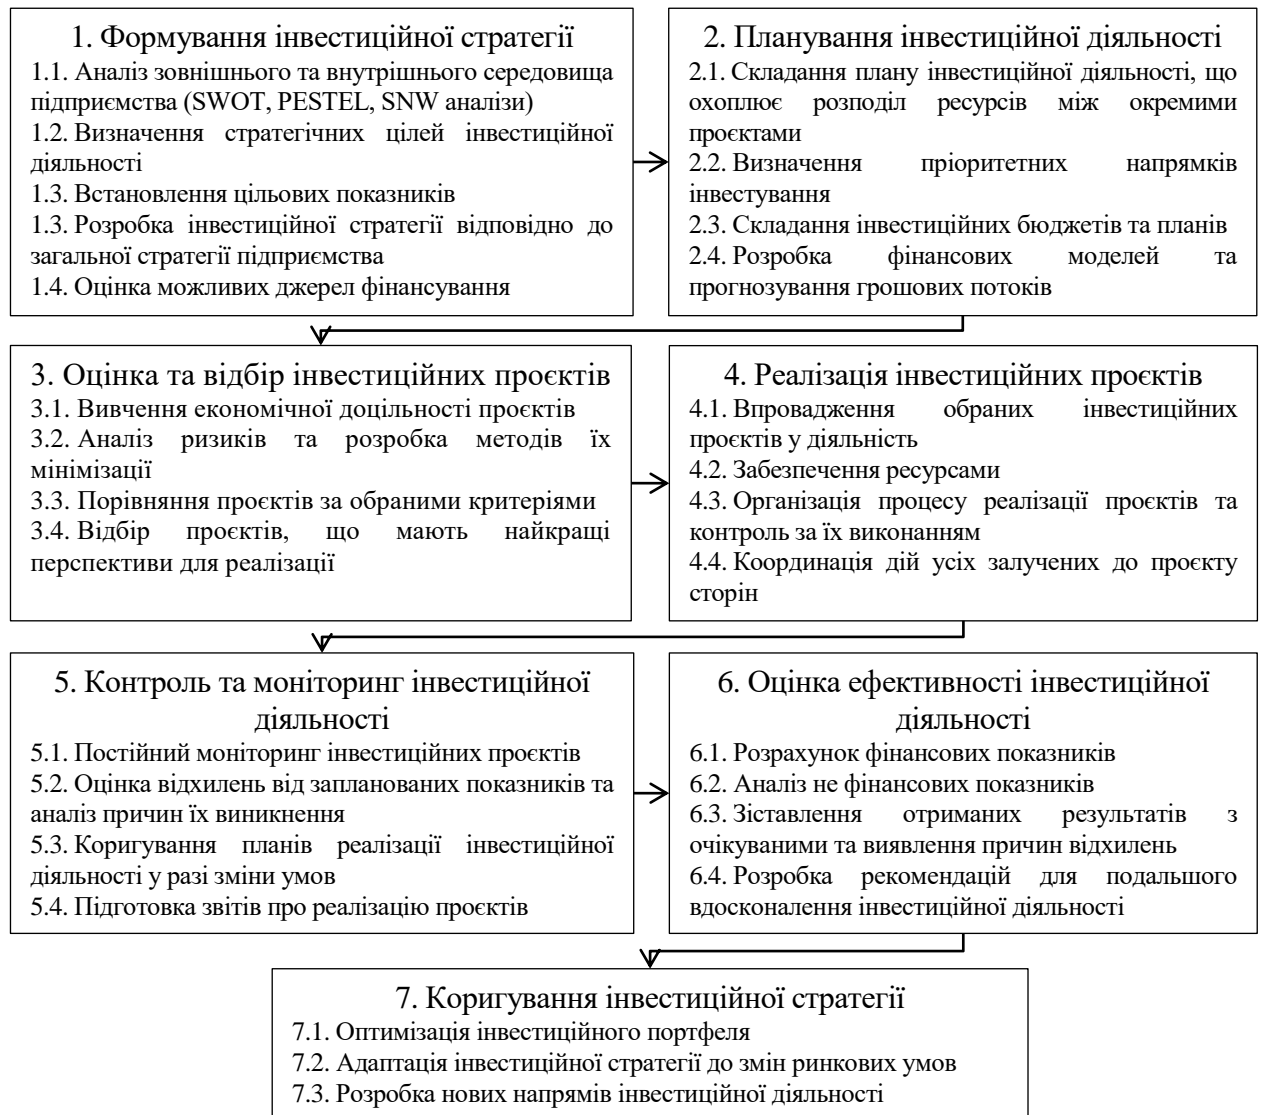 1. Формування інвестиційної стратегії
1.1. Аналіз зовнішнього та внутрішнього середовища
підприємства (SWOT, PESTEL, SNW аналізи)
1.2. Визначення стратегічних цілей інвестиційної
діяльності
1.3. Встановлення цільових показників
1.3. Розробка інвестиційної стратегії відповідно до
загальної стратегії підприємства
1.4. Оцінка можливих джерел фінансування
2. Планування інвестиційної діяльності
2.1. Складання плану інвестиційної діяльності, що
охоплює розподіл ресурсів між окремими
проєктами
2.2. Визначення пріоритетних напрямків
інвестування
2.3. Складання інвестиційних бюджетів та планів
2.4. Розробка фінансових моделей та
прогнозування грошових потоків
3. Оцінка та відбір інвестиційних проєктів
3.1. Вивчення економічної доцільності проєктів
3.2. Аналіз ризиків та розробка методів їх
мінімізації
3.3. Порівняння проєктів за обраними критеріями
3.4. Відбір проєктів, що мають найкращі
перспективи для реалізації
4. Реалізація інвестиційних проєктів
4.1. Впровадження обраних інвестиційних
проєктів у діяльність
4.2. Забезпечення ресурсами
4.3. Організація процесу реалізації проєктів та
контроль за їх виконанням
4.4. Координація дій усіх залучених до проєкту
сторін
5. Контроль та моніторинг інвестиційної
діяльності
5.1. Постійний моніторинг інвестиційних проєктів
5.2. Оцінка відхилень від запланованих показників та
аналіз причин їх виникнення
5.3. Коригування планів реалізації інвестиційної
діяльності у разі зміни умов
5.4. Підготовка звітів про реалізацію проєктів
6. Оцінка ефективності інвестиційної
діяльності
6.1. Розрахунок фінансових показників
6.2. Аналіз не фінансових показників
6.3. Зіставлення отриманих результатів з
очікуваними та виявлення причин відхилень
6.4. Розробка рекомендацій для подальшого
вдосконалення інвестиційної діяльності
7. Коригування інвестиційної стратегії
7.1. Оптимізація інвестиційного портфеля
7.2. Адаптація інвестиційної стратегії до змін ринкових умов
7.3. Розробка нових напрямів інвестиційної діяльності